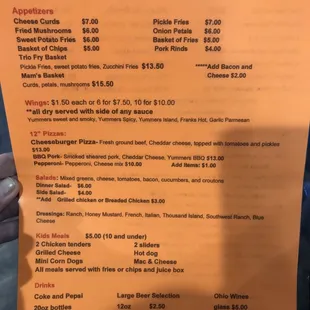 Appetizers
Cheese Curds $7.00 Pickle Fries $7.00
Fried Mushrooms $6.00 Onion Petals $6.00
Sweet Potato Fries $6.00 Basket of Fries $5.00
Basket of Chips $5.00 Pork Rinds $4.00
Trio Fry Basket
Pickle Fries, sweet potato fries, Zucchini Fries $13.50 *****Add Bacon and
Mam's Basket Cheese $2.00
Curds, petals, mushrooms $15.50
Wings: $1.50 each or 6 for $7.50, 10 for $10.00
**all dry served with side of any sauce
Yummers sweet and smoky, Yummers Spicy, Yummers Island, Franks Hot, Garlic Parmesan
12" Pizzas:
Cheeseburger Pizza- Fresh ground beef, Cheddar cheese, topped with tomatoes and pickles
$13.00
BBQ Pork- Smoked shredded pork, Cheddar Cheese, Yummers BBQ $13.00
Pepperoni- Pepperoni, Cheese mix $10.00 Add Items: $1.00
Salads: Mixed greens, cheese, tomatoes, bacon, cucumbers, and croutons
Dinner Salad- $6.00
Side Salad- $4.00
**Add Grilled chicken or Breaded Chicken $3.00
Dressings: Ranch, Honey Mustard, French, Italian, Thousand Island, Southwest Ranch, Blue
Cheese
Kids Meals $5.00 (10 and under)
2 Chicken tenders 2 sliders
Grilled Cheese Hot dog
Mini Corn Dogs Mac & Cheese
All meals served with fries or chips and juice box
Drinks
Coke and Pepsi Large Beer Selection Ohio Wines
20oz bottles 12oz $2.50 glass $5.00